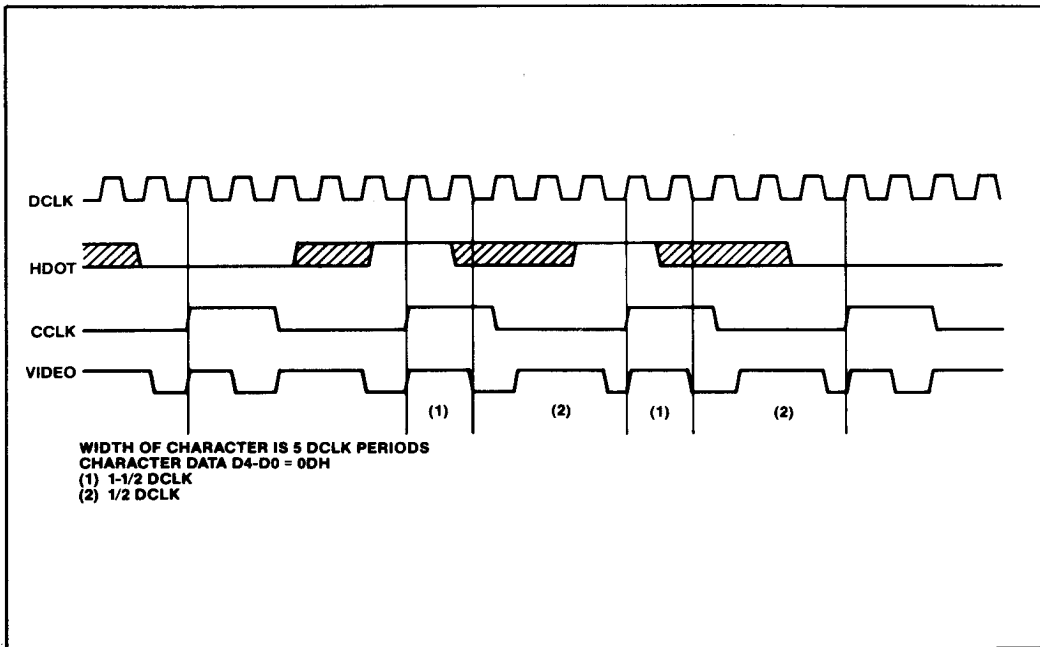 DCLK
HDOT
CCLK
VIDEO
(1) (2) (1) (2)
WIDTH OF CHARACTER IS 5 DCLK PERIODS
CHARACTER DATA D4-D0 = 0DH
(1) 1-1/2 DCLK
(2) 1/2 DCLK